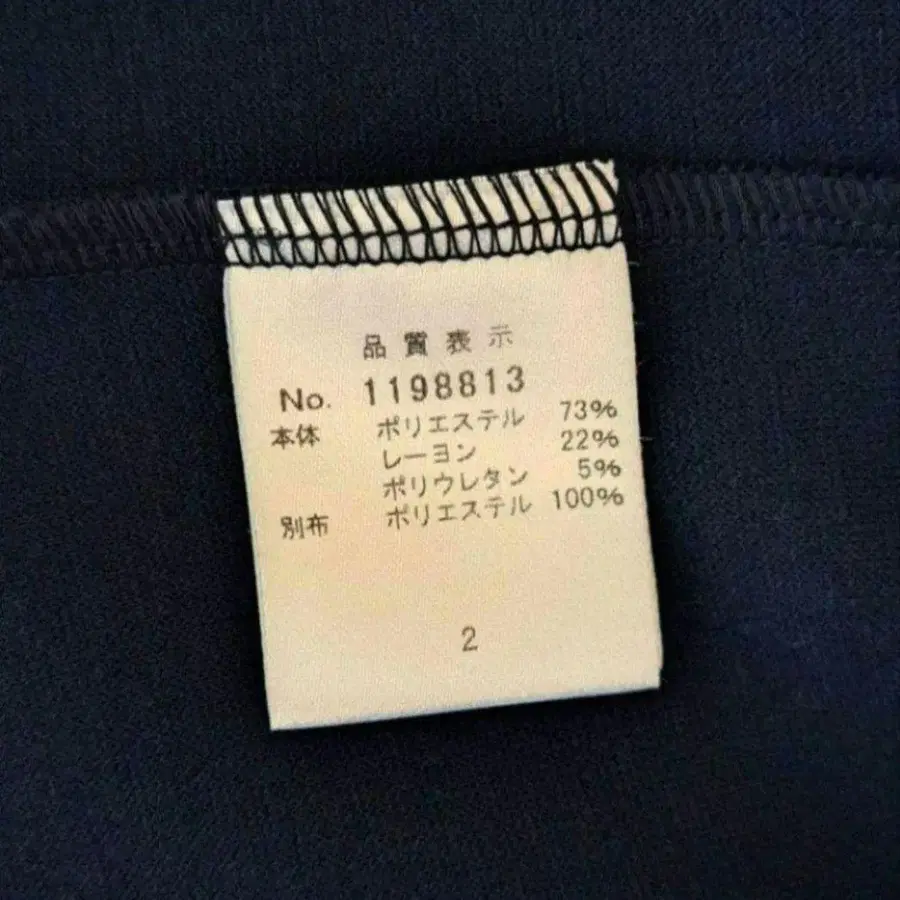 品質表示
No. 1198813
本体 ポリエステル 73%
レーヨン 22%
ポリウレタン 5%
別布 ポリエステル 100%
2